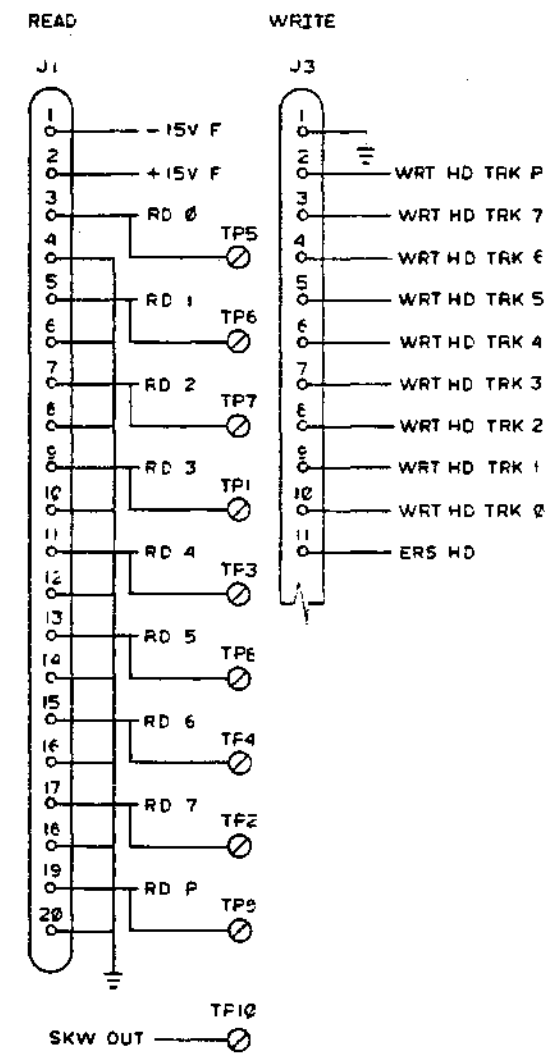 READ
J1
1 -15V F
2 +15V F
3 RD Ø
TP5
4
5 RD 1
TP6
6
7 RD 2
TP7
8
9 RD 3
TP1
10
11 RD 4
TP3
12
13 RD 5
14
15 RD 6
TP4
16
17 RD 7
TP2
18
19 RD P
TP9
2Ø
TP1Ø
SKW OUT
WRITE
J3
1
2 WRT HD TRK P
3 WRT HD TRK 7
4 WRT HD TRK 6
5 WRT HD TRK 5
6 WRT HD TRK 4
7 WRT HD TRK 3
8 WRT HD TRK 2
9 WRT HD TRK 1
1Ø WRT HD TRK Ø
11 ERS HD